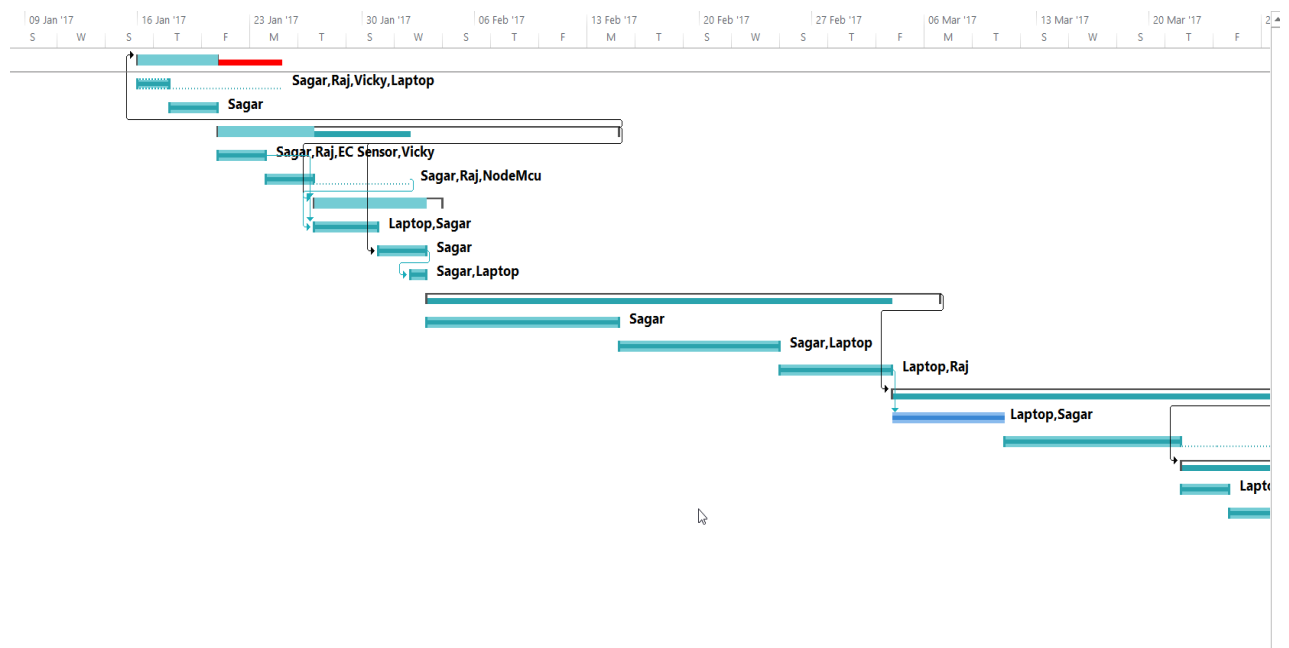 09 Jan '17 16 Jan '17 23 Jan '17 30 Jan '17 06 Feb '17 13 Feb '17 20 Feb '17 27 Feb '17 06 Mar '17 13 Mar '17 20 Mar '17 2
S W S T F M T S W S T F M T S W S T F M T S W S T F
Sagar,Raj,Vicky,Laptop
Sagar
Sagar,Raj,EC Sensor,Vicky
Sagar,Raj,NodeMcu
Laptop,Sagar
Sagar
Sagar,Laptop
Sagar
Sagar,Laptop
Laptop,Raj
Laptop,Sagar